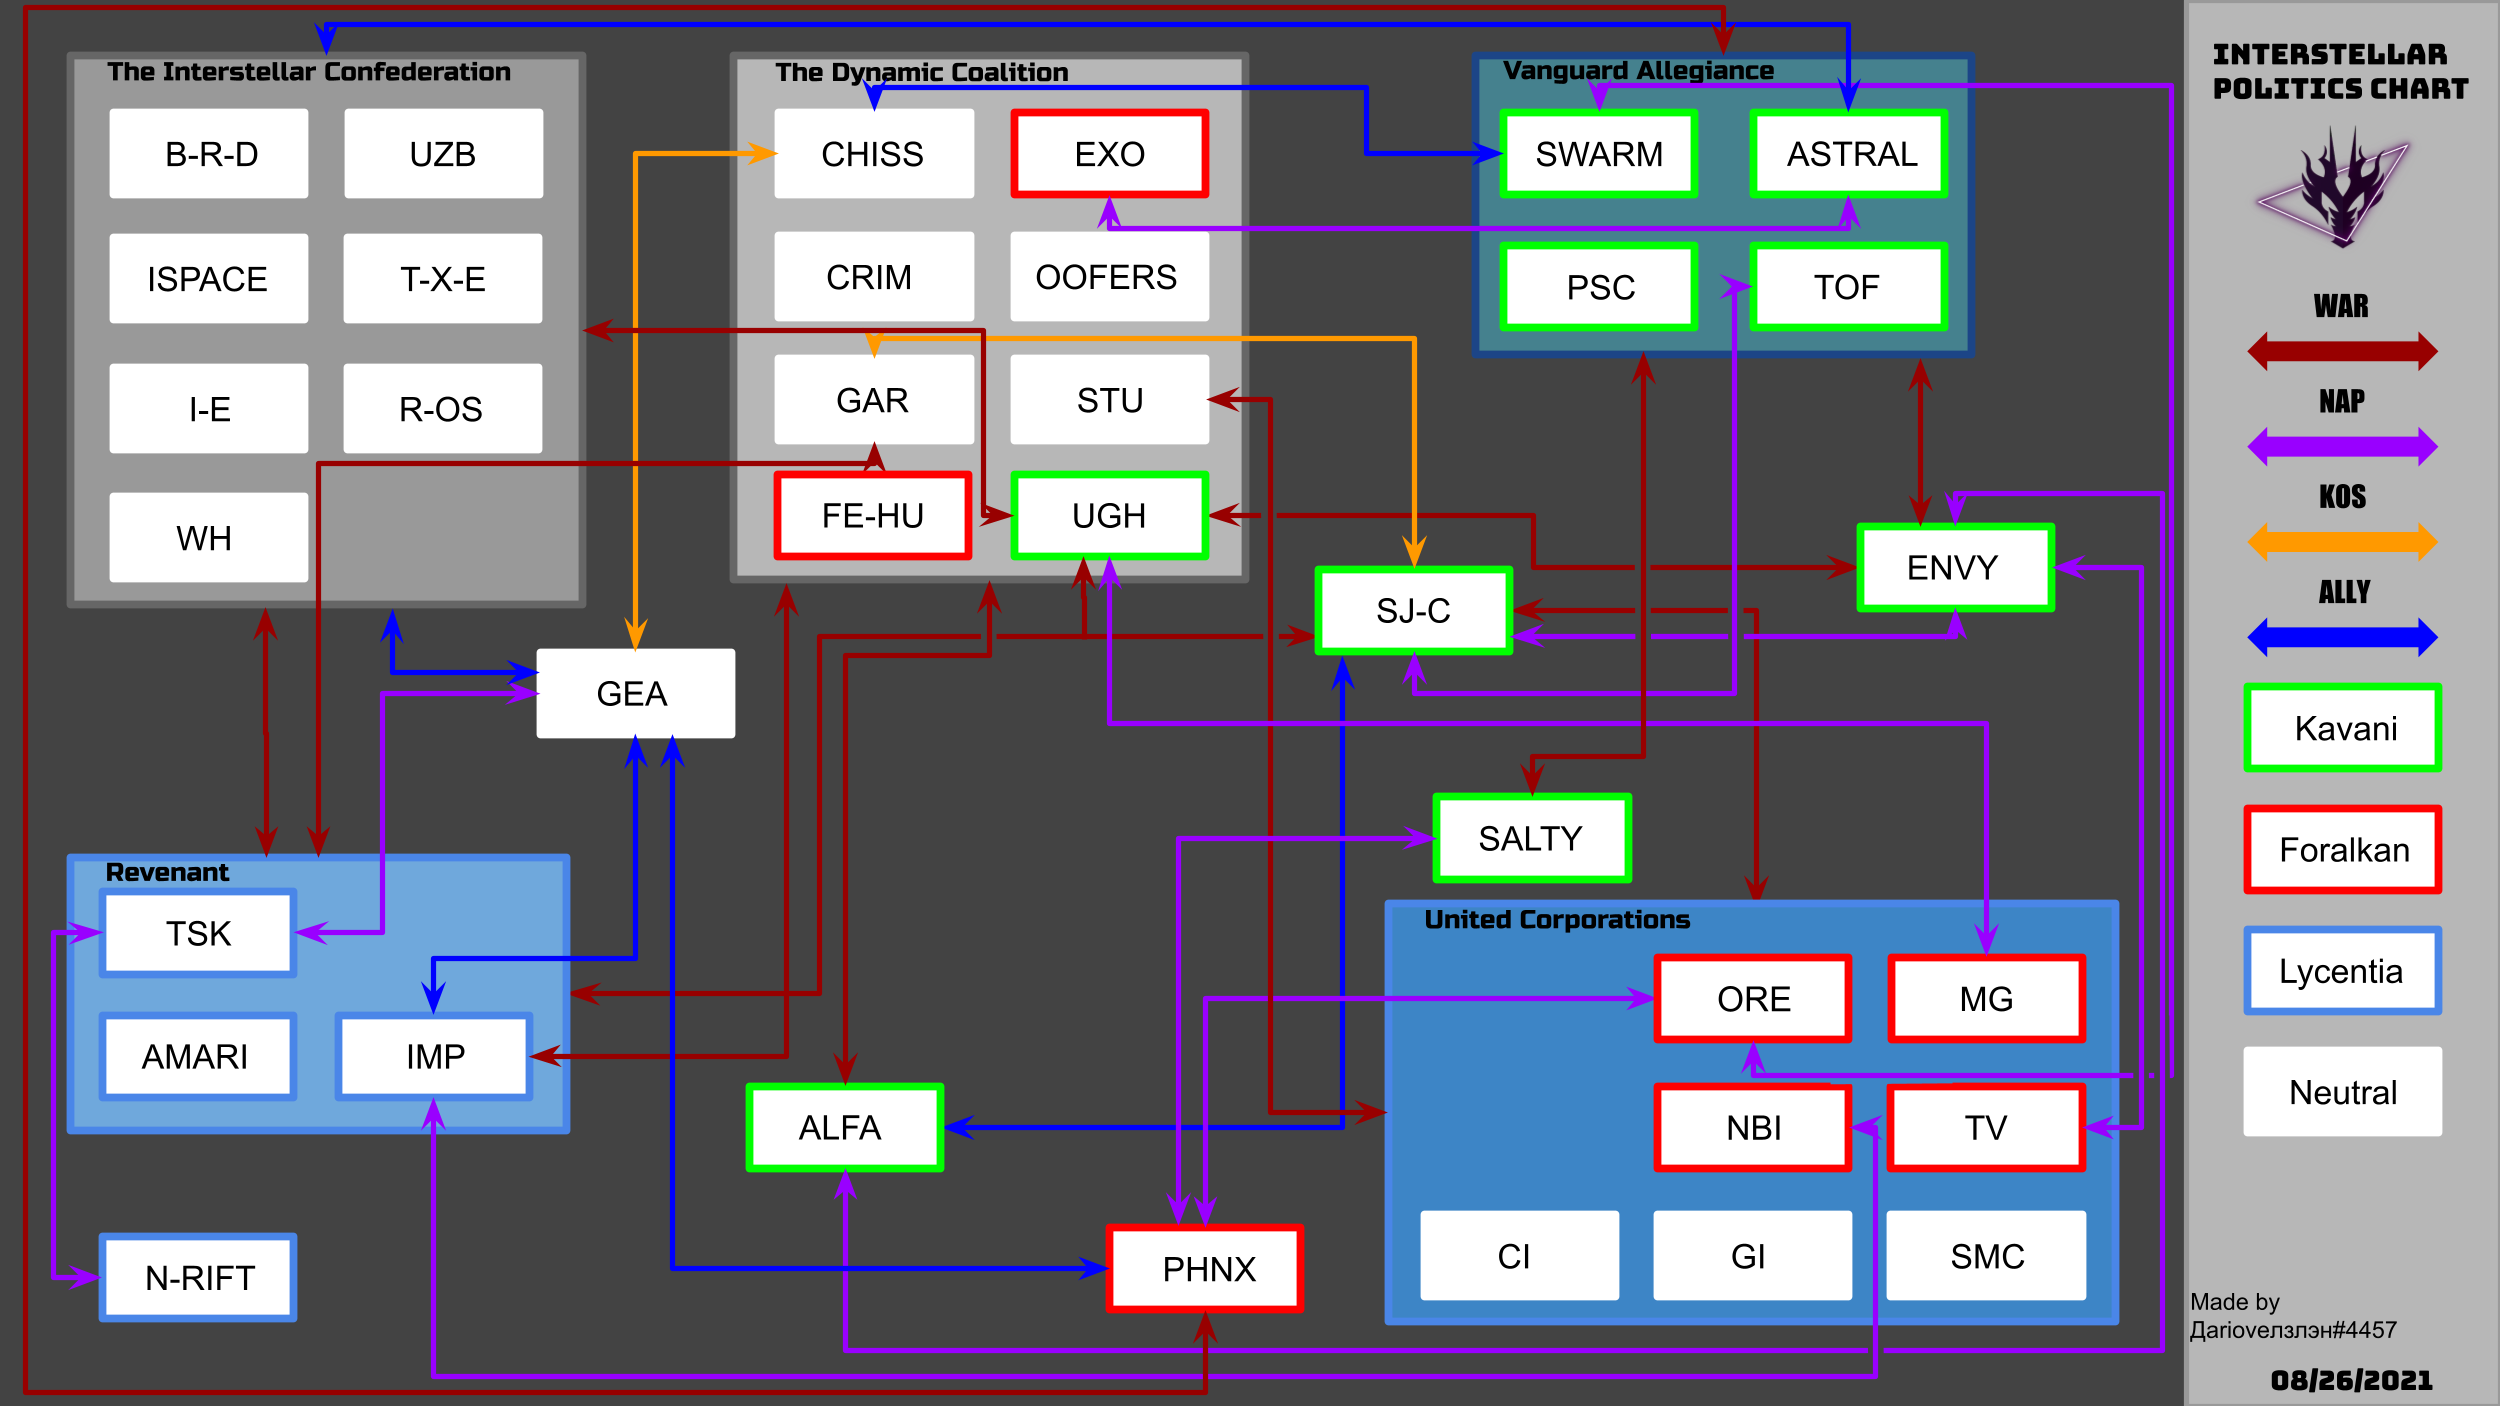 The Interstellar Confederation
B-R-D
UZB
ISPACE
T-X-E
I-E
R-OS
WH
The Dynamic Coalition
CHISS
EXO
CRIM
OOFERS
GAR
STU
FE-HU
UGH
Vanguard Allegiance
SWARM
ASTRAL
PSC
TOF
ENVY
SJ-C
GEA
SALTY
Revenant
TSK
AMARI
IMP
N-RIFT
ALFA
PHNX
United Corporations
ORE
MG
NBI
TV
CI
GI
SMC
INTERSTELLAR
POLITICS CHART
WAR
NAP
KOS
ALLY
Kavani
Foralkan
Lycentia
Neutral
Made by
Дariovелзлэн#4457
08/26/2021